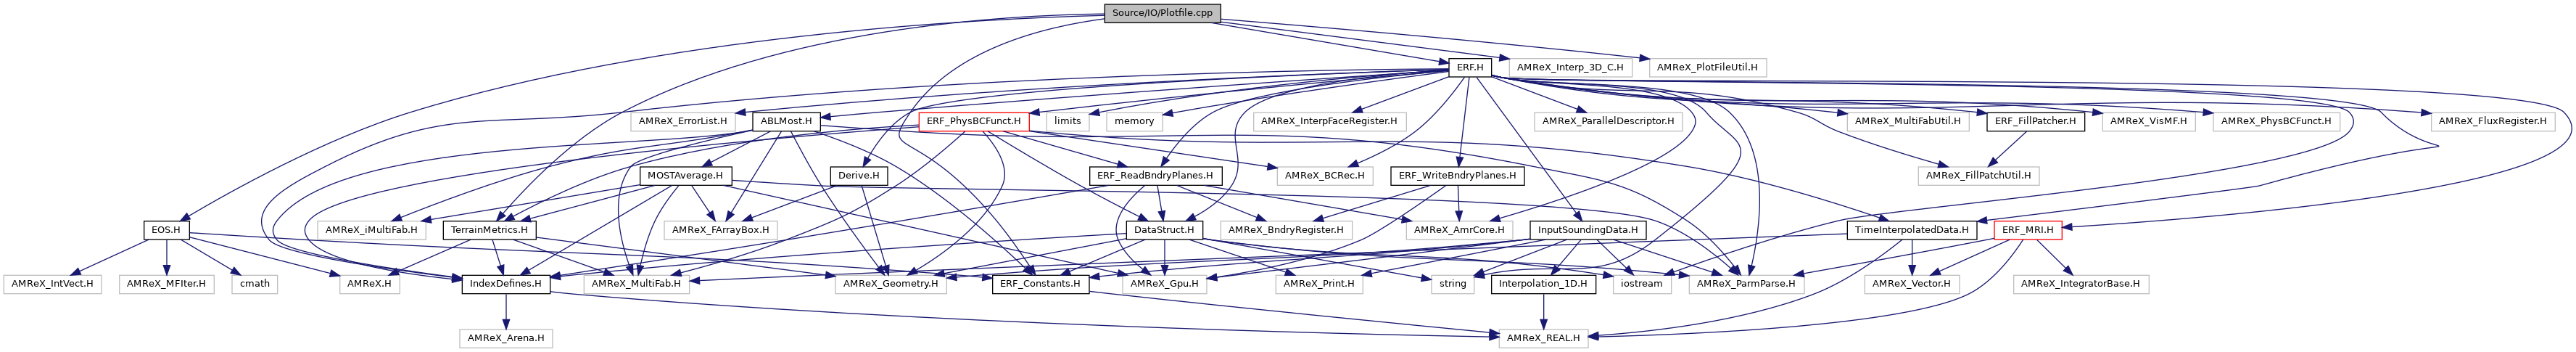 Source/IO/Plotfile.cpp
ERF.H
AMReX_Interp_3D_C.H
AMReX_PlotFileUtil.H
AMReX_ErrorList.H
ABLMost.H
ERF_PhysBCFunct.H
limits
memory
AMReX_InterpFaceRegister.H
AMReX_ParallelDescriptor.H
AMReX_MultiFabUtil.H
ERF_FillPatcher.H
AMReX_VisMF.H
AMReX_PhysBCFunct.H
AMReX_FluxRegister.H
MOSTAverage.H
Derive.H
ERF_ReadBndryPlanes.H
AMReX_BCRec.H
ERF_WriteBndryPlanes.H
AMReX_FillPatchUtil.H
EOS.H
AMReX_iMultiFab.H
TerrainMetrics.H
AMReX_FArrayBox.H
DataStruct.H
AMReX_BndryRegister.H
AMReX_AmrCore.H
InputSoundingData.H
TimeInterpolatedData.H
ERF_MRI.H
AMReX_IntVect.H
AMReX_MFIter.H
cmath
AMReX.H
IndexDefines.H
AMReX_MultiFab.H
AMReX_Geometry.H
ERF_Constants.H
AMReX_Gpu.H
AMReX_Print.H
string
Interpolation_1D.H
iostream
AMReX_ParmParse.H
AMReX_Vector.H
AMReX_IntegratorBase.H
AMReX_Arena.H
AMReX_REAL.H